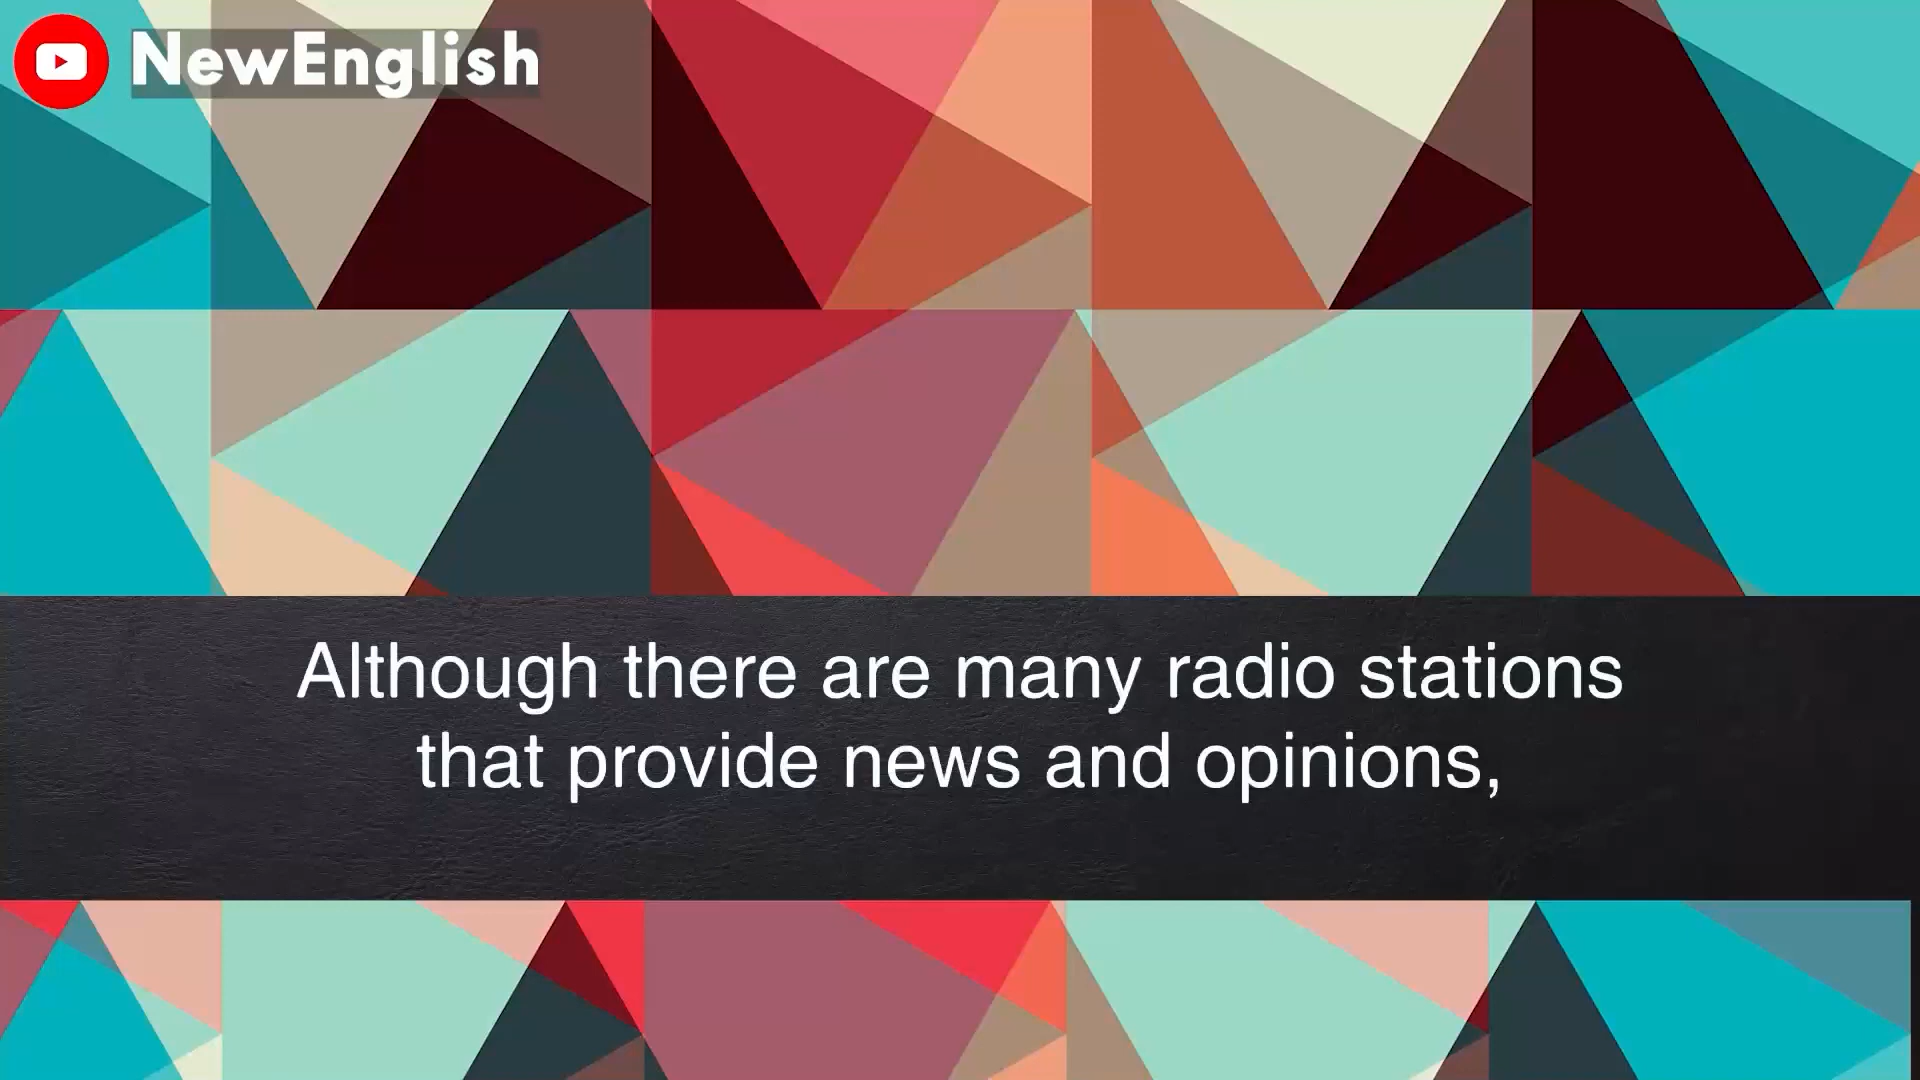 NewEnglish
Although there are many radio stations
that provide news and opinions,